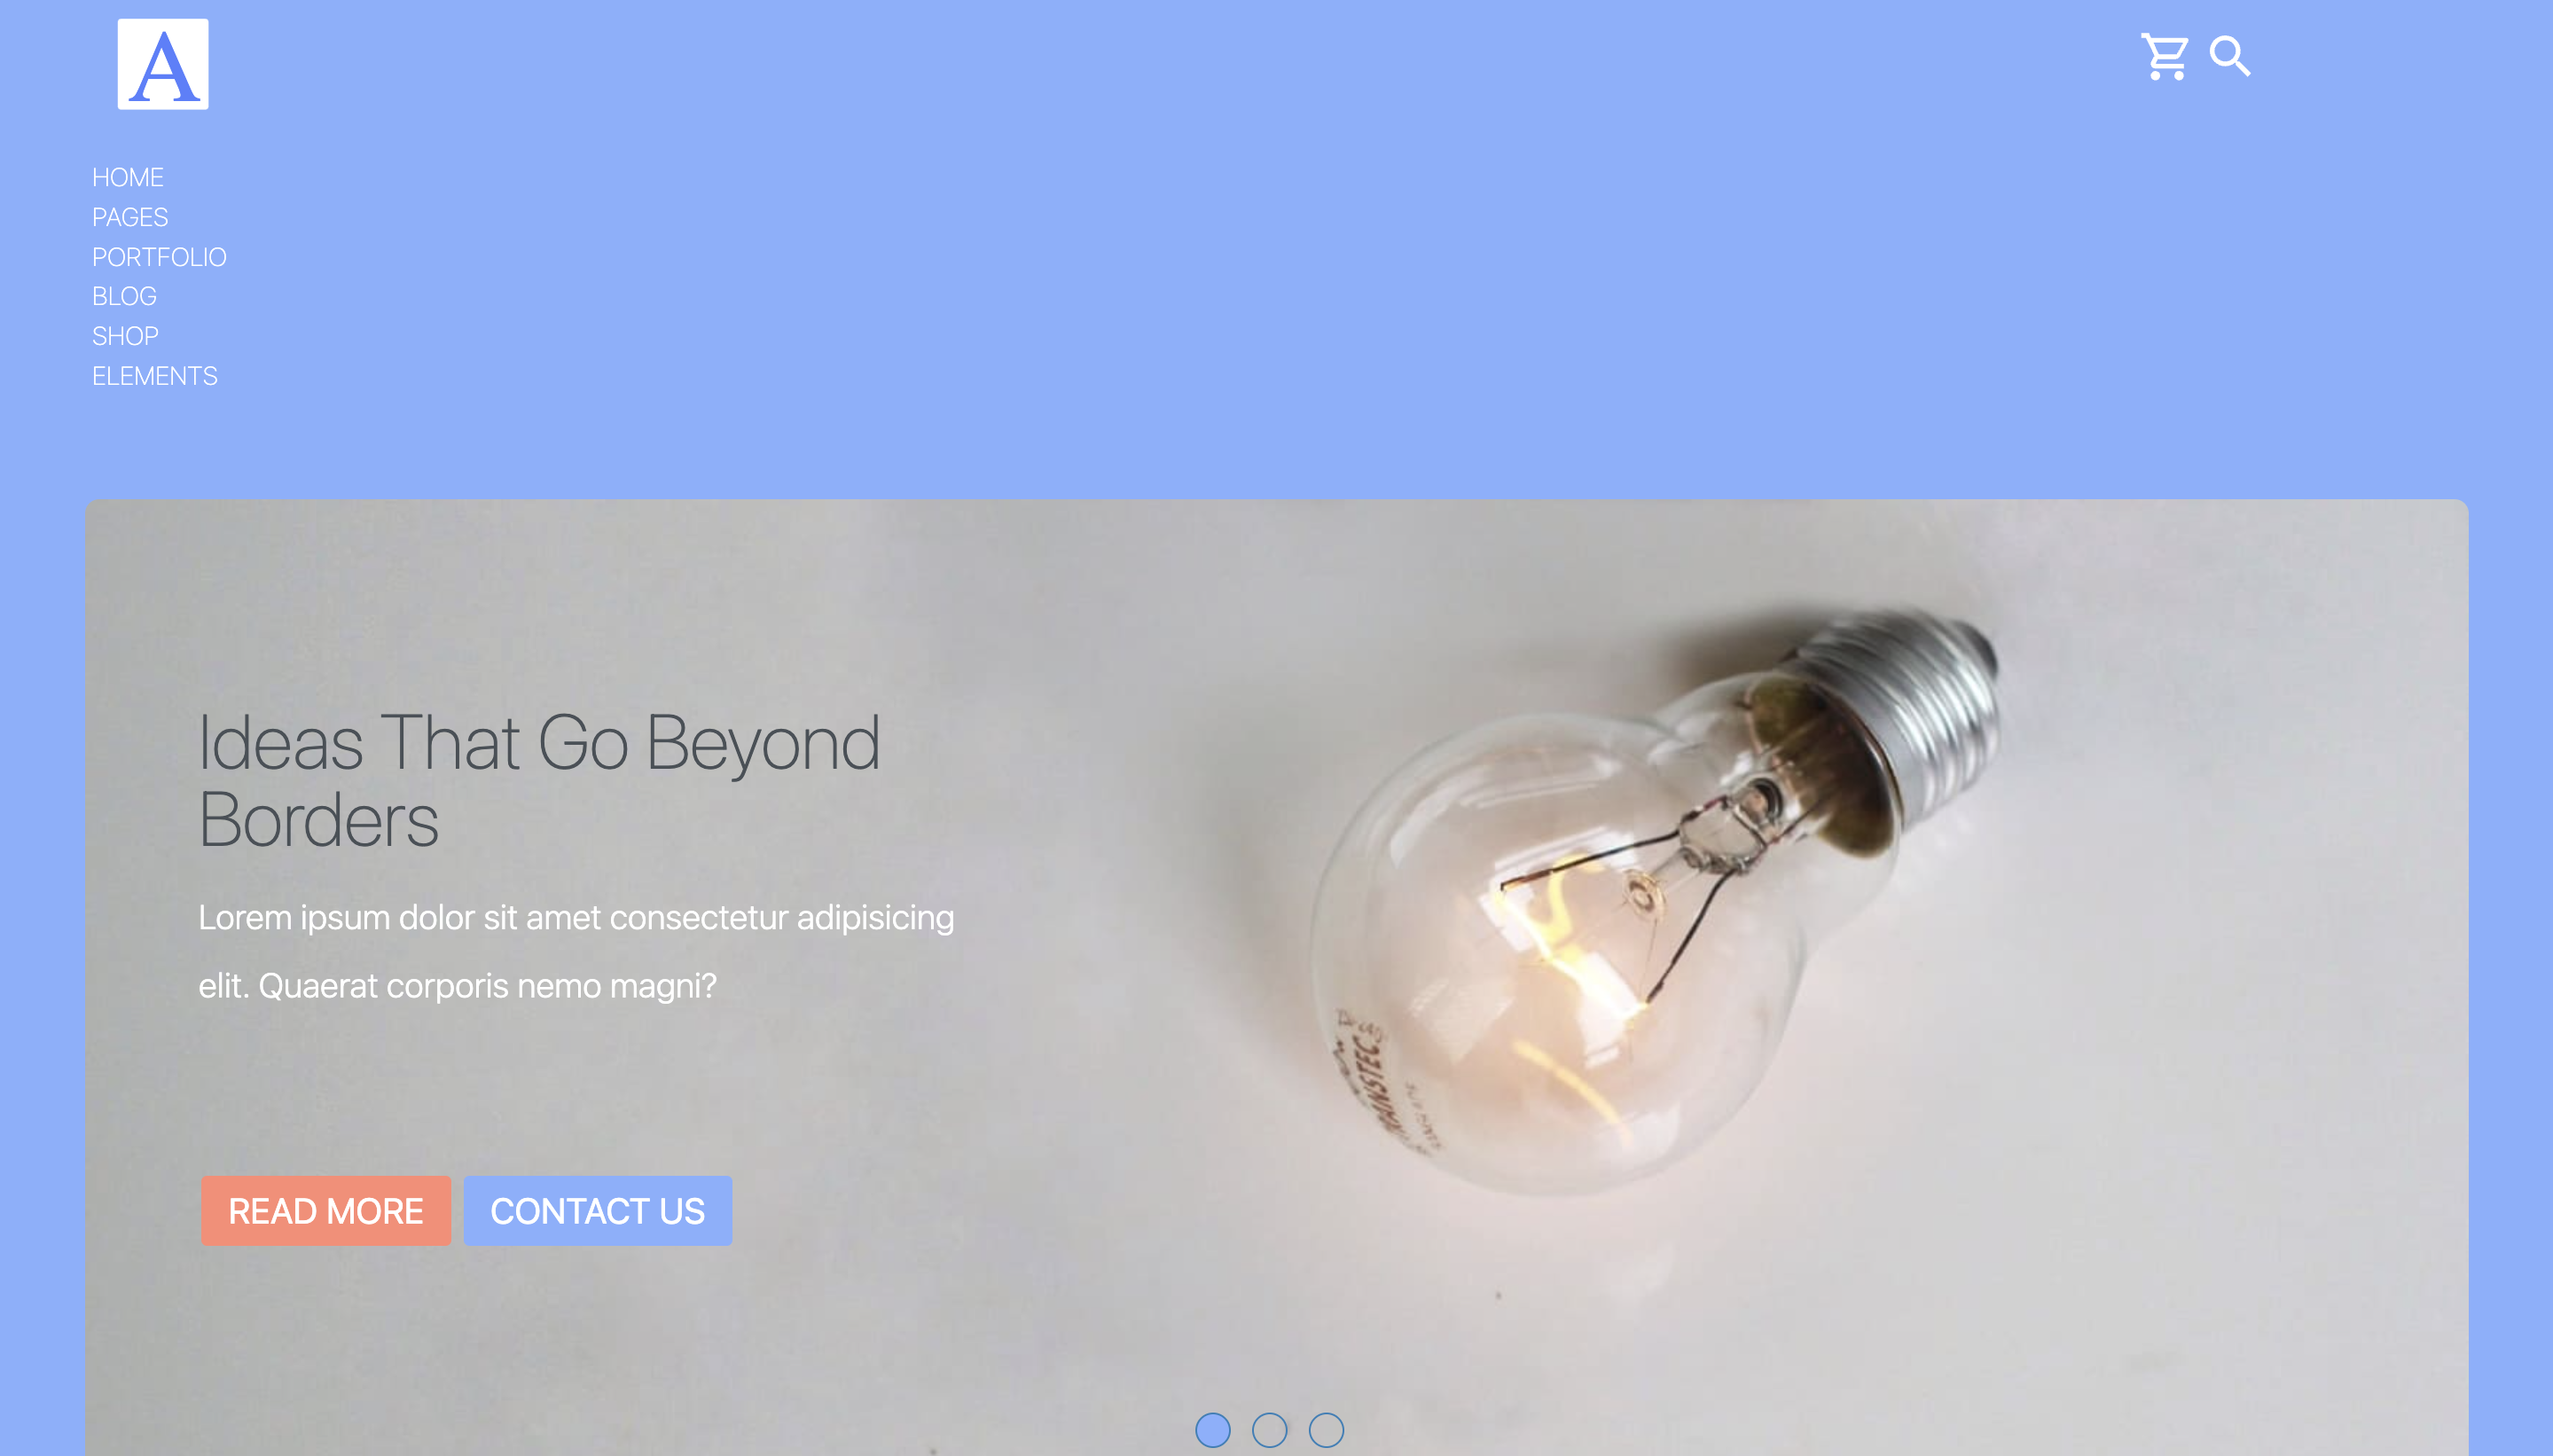 A
HOME
PAGES
PORTFOLIO
BLOG
SHOP
ELEMENTS
Ideas That Go Beyond
Borders
Lorem ipsum dolor sit amet consectetur adipisicing
elit. Quaerat corporis nemo magni?
READ MORE
CONTACT US